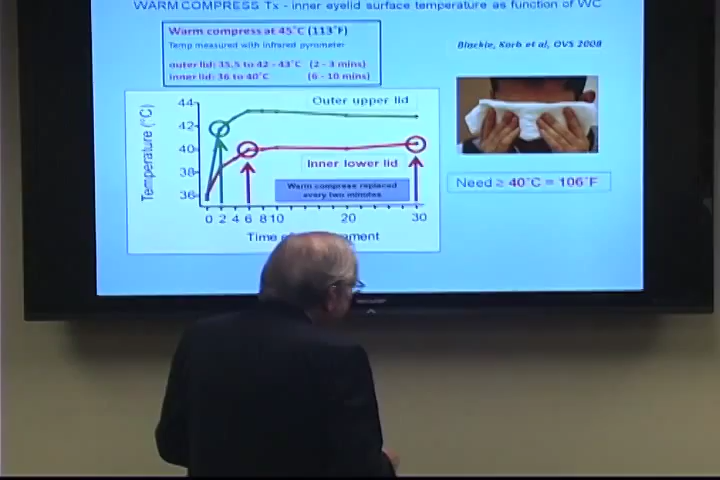 WARM COMPRESS Tx - inner eyelid surface temperature as function of WC
Warm compress at 45°C (113°F)
Temp measured with infrared pyrometer
outer lid: 35.5 to 42 - 43°C (2 - 3 mins)
inner lid: 36 to 40°C (6 - 10 mins)
Blackie, Korb et al, OVS 2008
Temperature (°C)
44
42
40
38
36
Outer upper lid
Inner lower lid
Warm compress replaced
every two minutes
0 2 4 6 8 10 20 30
Need ≥ 40°C = 106°F